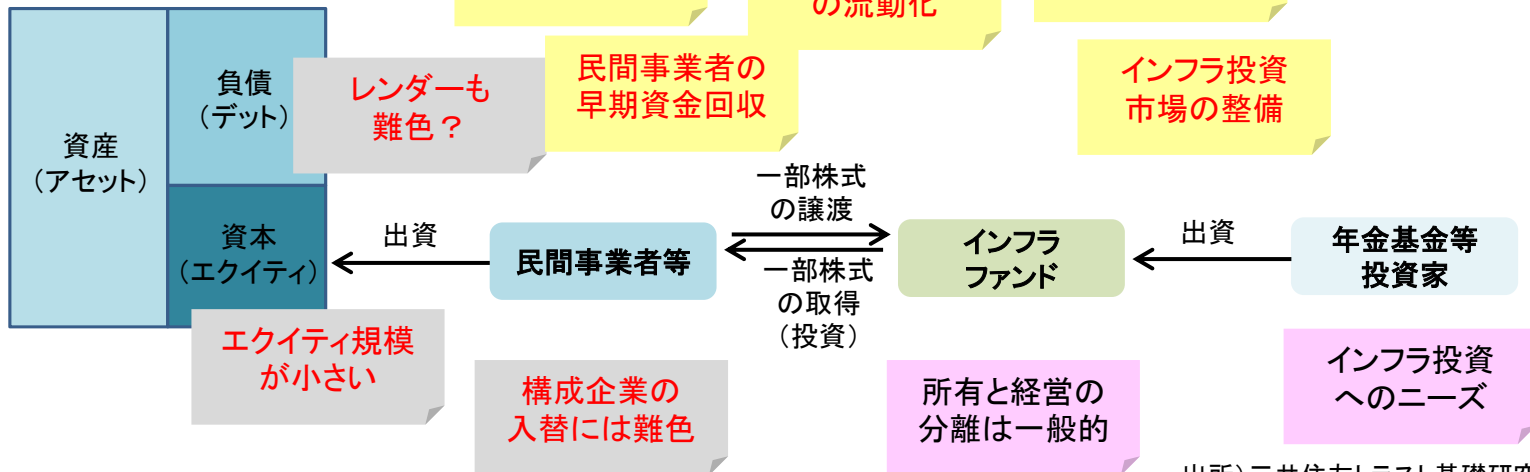 の流動化
民間事業者の
早期資金回収
インフラ投資
市場の整備
レンダーも
難色？
負債
（デット）
資産
（アセット）
資本
（エクイティ）
出資
民間事業者等
一部株式
の譲渡
一部株式
の取得
（投資）
インフラ
ファンド
出資
年金基金等
投資家
エクイティ規模
が小さい
構成企業の
入替には難色
所有と経営の
分離は一般的
インフラ投資
へのニーズ